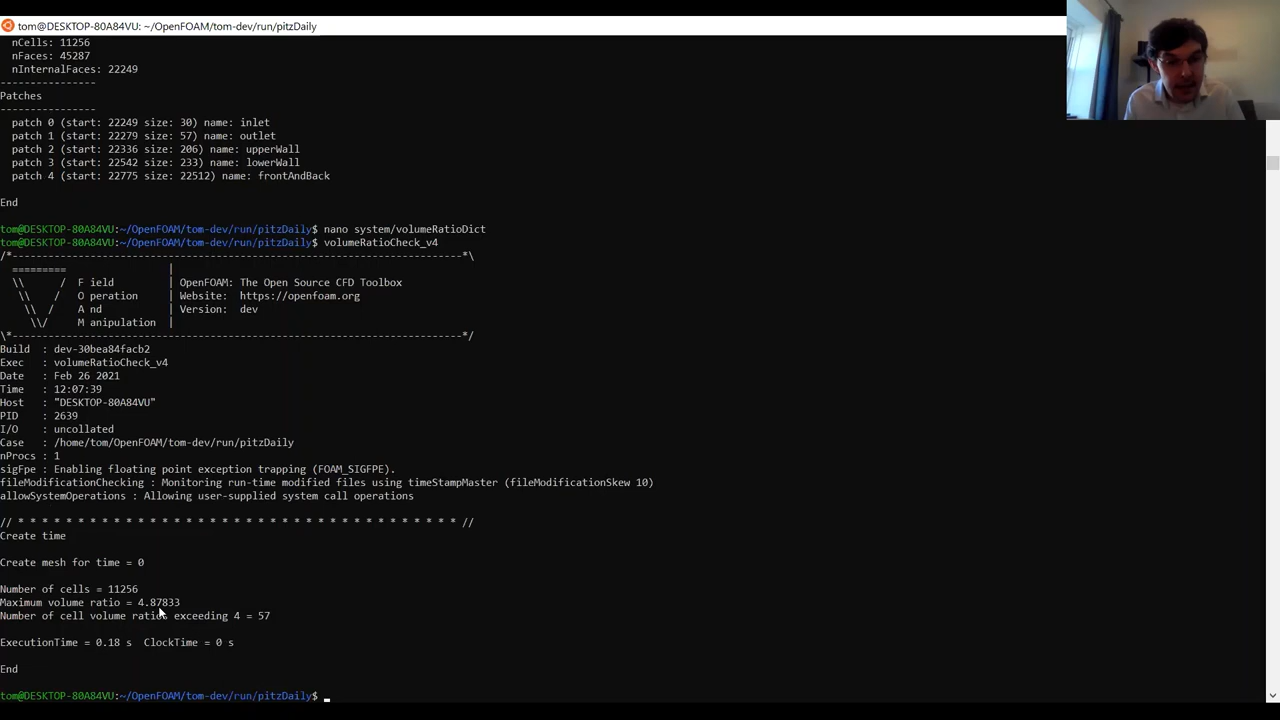 tom@DESKTOP-80A84VU: ~/OpenFOAM/tom-dev/run/pitzDaily
nCells: 11256
nFaces: 45287
nInternalFaces: 22249
----------------
Patches
----------------
patch 0 (start: 22249 size: 30) name: inlet
patch 1 (start: 22279 size: 57) name: outlet
patch 2 (start: 22336 size: 206) name: upperWall
patch 3 (start: 22542 size: 233) name: lowerWall
patch 4 (start: 22775 size: 22512) name: frontAndBack
End
tom@DESKTOP-80A84VU:~/OpenFOAM/tom-dev/run/pitzDaily$ nano system/volumeRatioDict
tom@DESKTOP-80A84VU:~/OpenFOAM/tom-dev/run/pitzDaily$ volumeRatioCheck_v4
/*---------------------------------------------------------------------------*\
  =========                 |
  \\      /  F ield         | OpenFOAM: The Open Source CFD Toolbox
   \\    /   O peration     | Website:  https://openfoam.org
    \\  /    A nd           | Version:  dev
     \\/     M anipulation  |
\*---------------------------------------------------------------------------*/
Build  : dev-30bea84facb2
Exec   : volumeRatioCheck_v4
Date   : Feb 26 2021
Time   : 12:07:39
Host   : "DESKTOP-80A84VU"
PID    : 2639
I/O    : uncollated
Case   : /home/tom/OpenFOAM/tom-dev/run/pitzDaily
nProcs : 1
sigFpe : Enabling floating point exception trapping (FOAM_SIGFPE).
fileModificationChecking : Monitoring run-time modified files using timeStampMaster (fileModificationSkew 10)
allowSystemOperations : Allowing user-supplied system call operations
// * * * * * * * * * * * * * * * * * * * * * * * * * * * * * * * * * * * * * //
Create time
Create mesh for time = 0
Number of cells = 11256
Maximum volume ratio = 4.87833
Number of cell volume ratios exceeding 4 = 57
ExecutionTime = 0.18 s  ClockTime = 0 s
End
tom@DESKTOP-80A84VU:~/OpenFOAM/tom-dev/run/pitzDaily$